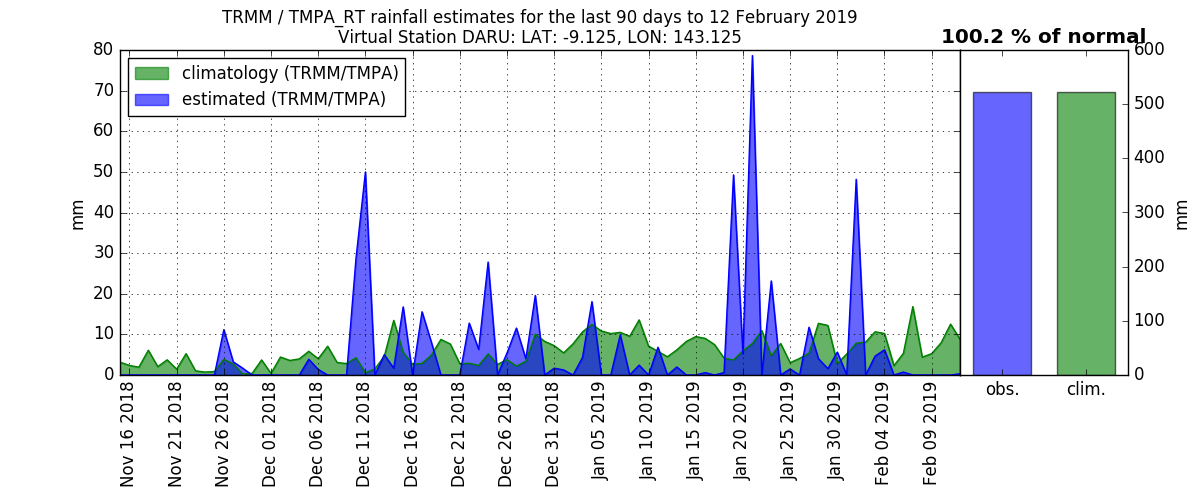 TRMM / TMPA_RT rainfall estimates for the last 90 days to 12 February 2019
Virtual Station DARU: LAT: -9.125, LON: 143.125
100.2 % of normal
climatology (TRMM/TMPA)
estimated (TRMM/TMPA)
mm
80
70
60
50
40
30
20
10
0
Nov 16 2018
Nov 21 2018
Nov 26 2018
Dec 01 2018
Dec 06 2018
Dec 11 2018
Dec 16 2018
Dec 21 2018
Dec 26 2018
Dec 31 2018
Jan 05 2019
Jan 10 2019
Jan 15 2019
Jan 20 2019
Jan 25 2019
Jan 30 2019
Feb 04 2019
Feb 09 2019
obs.
clim.
600
500
400
300
200
100
0
mm